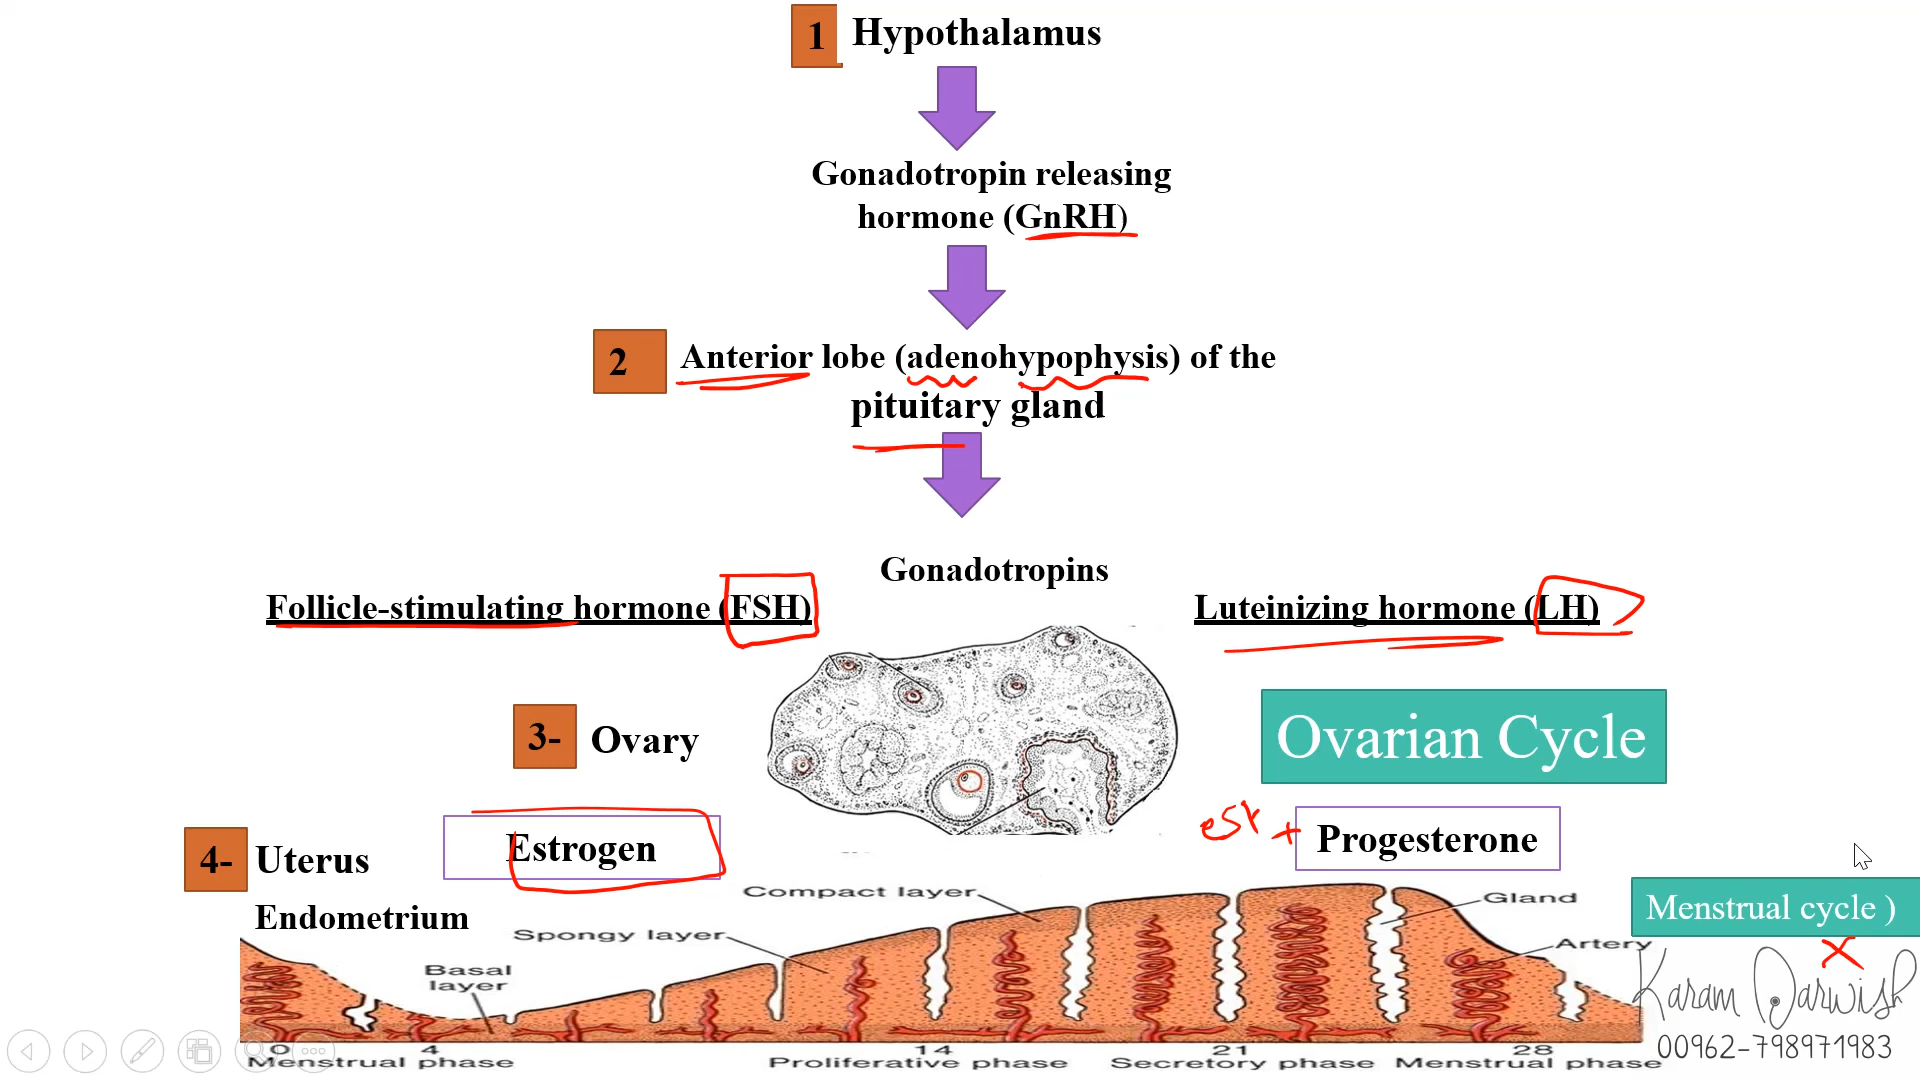 1 Hypothalamus
Gonadotropin releasing
hormone (GnRH)
2 Anterior lobe (adenohypophysis) of the
pituitary gland
Gonadotropins
Follicle-stimulating hormone (FSH)
Luteinizing hormone (LH)
3- Ovary
Ovarian Cycle
Estrogen
est + Progesterone
4- Uterus
Endometrium
Menstrual cycle )
Compact layer
Gland
Spongy layer
Artery
Basal
layer
Karam Darwish
00962-798971983
0 4 14 21 28
Menstrual phase Proliferative phase Secretory phase Menstrual phase